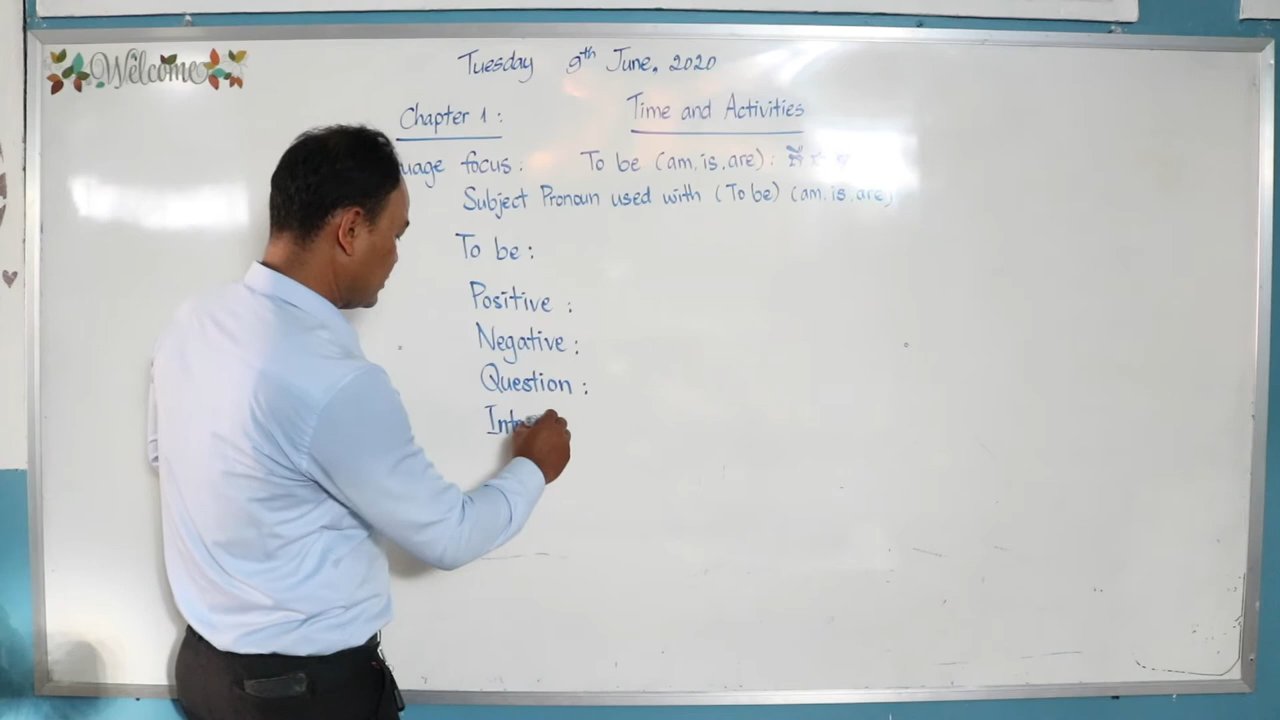 Welcome
Tuesday 9th June, 2020
Chapter 1 : Time and Activities
uage focus : To be (am, is, are) :
Subject Pronoun used with (To be) (am, is, are)
To be :
Positive :
Negative :
Question :